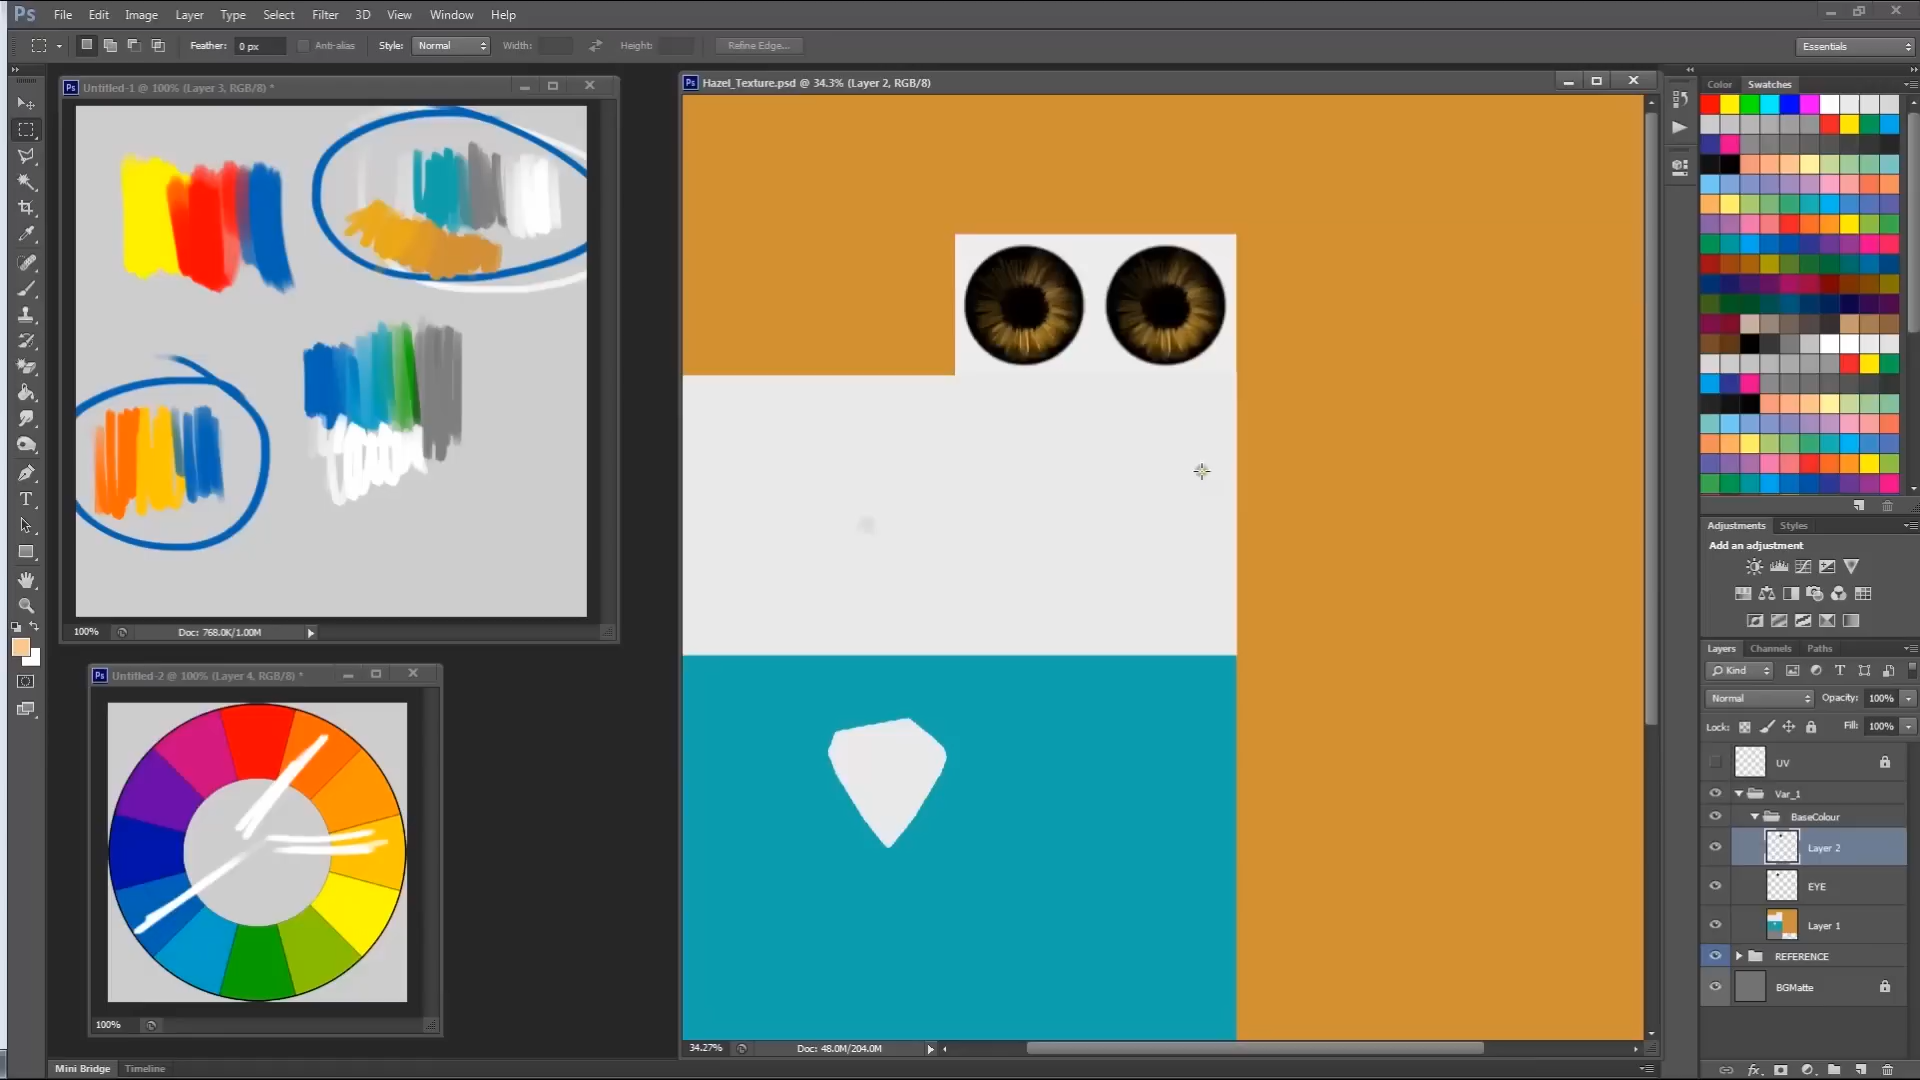 Ps File Edit Image Layer Type Select Filter 3D View Window Help
Feather: 0 px Anti-alias Style: Normal Width: Height: Refine Edge... Essentials
Ps Untitled-1 @ 100% (Layer 3, RGB/8) *
Ps Hazel_Texture.psd @ 34.3% (Layer 2, RGB/8)
Color Swatches
Adjustments Styles
Add an adjustment
100% Doc: 768.0K/1.00M
Layers Channels Paths
Kind
Ps Untitled-2 @ 100% (Layer 4, RGB/8) *
Normal Opacity: 100%
Lock: Fill: 100%
UV
Var_1
BaseColour
Layer 2
EYE
Layer 1
REFERENCE
BGMatte
100%
34.27% Doc: 48.0M/204.0M
Mini Bridge Timeline
fx